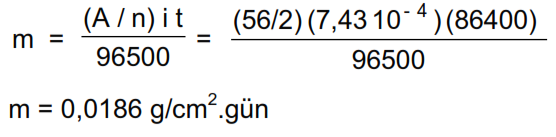 m = (A / n) i t / 96500 = (56/2) (7,43 10⁻⁴) (86400) / 96500
m = 0,0186 g/cm².gün